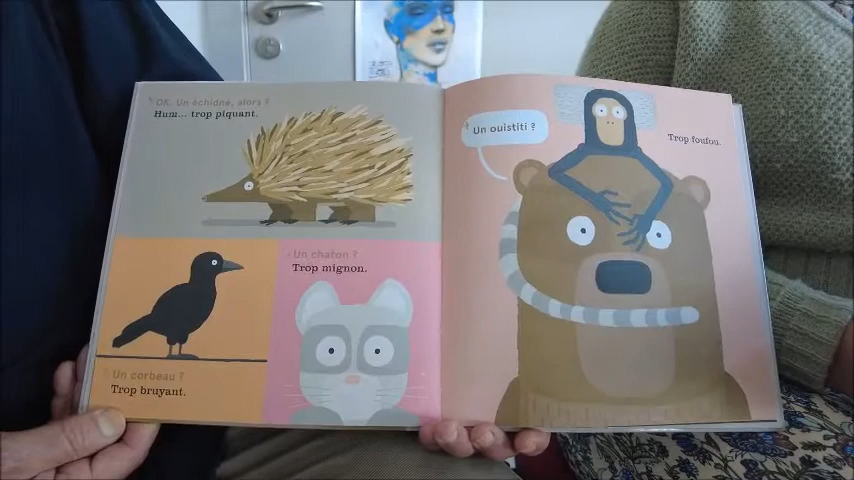 OK. Un échidné, alors ?
Hum... trop piquant.
Un corbeau ?
Trop bruyant.
Un chaton ?
Trop mignon.
Un ouistiti ?
Trop foufou.